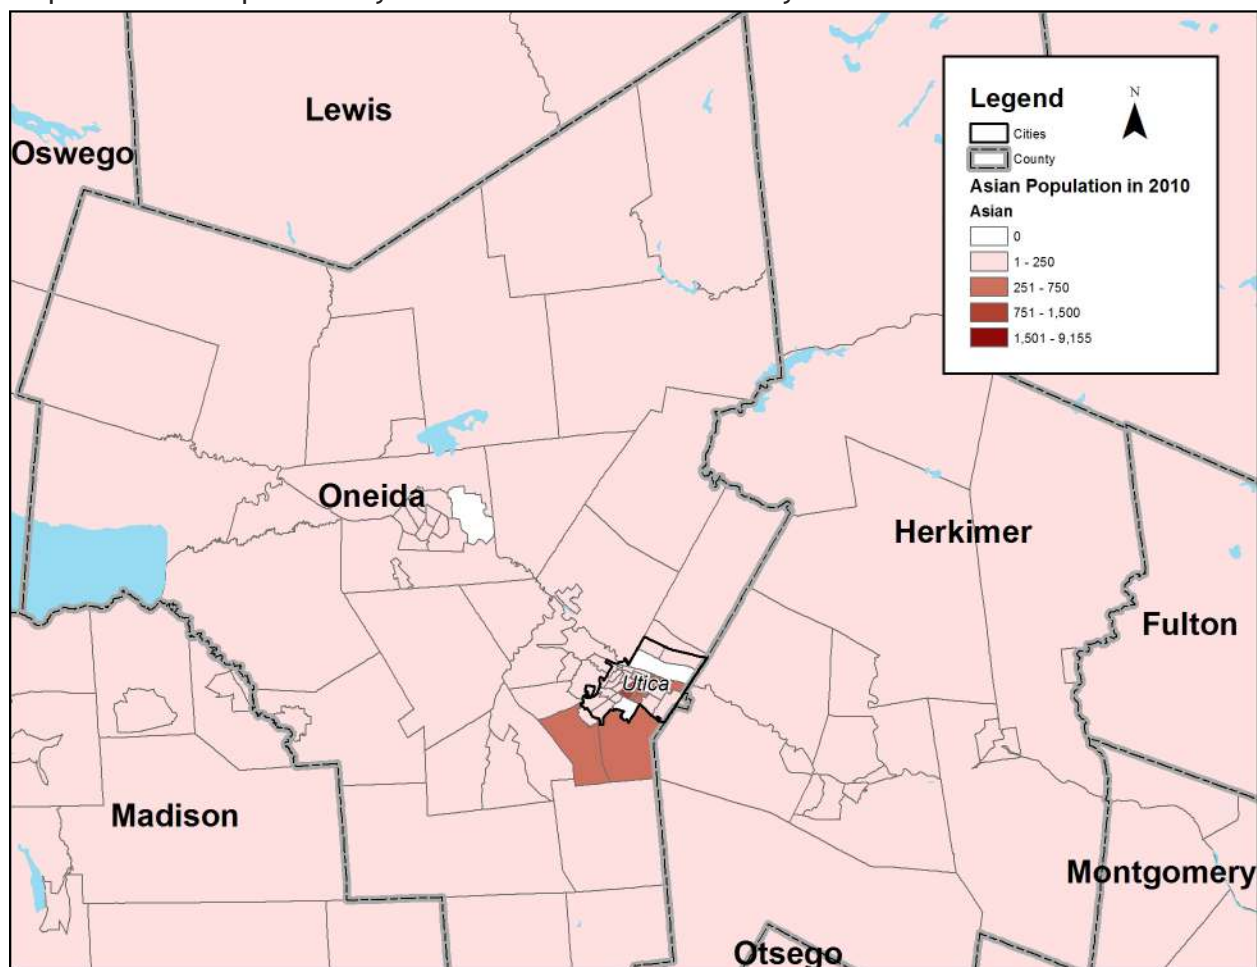 Lewis
Oswego
Legend
N
Cities
County
Asian Population in 2010
Asian
0
1 - 250
251 - 750
751 - 1,500
1,501 - 9,155
Oneida
Herkimer
Fulton
Utica
Madison
Montgomery
Otsego